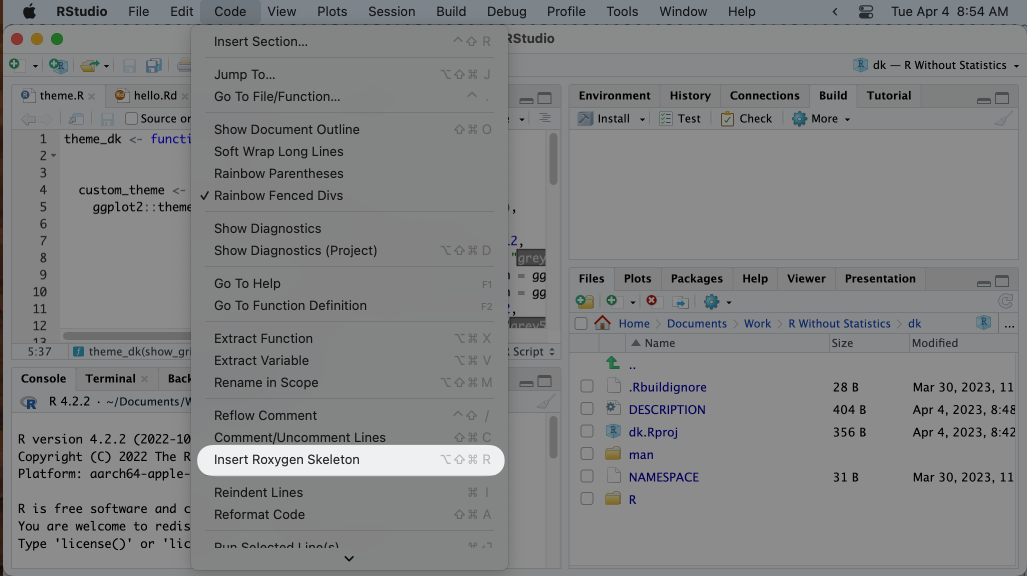 RStudio File Edit Code View Plots Session Build Debug Profile Tools Window Help Tue Apr 4 8:54 AM
RStudio
dk — R Without Statistics
theme.R hello.Rd
Source
1 theme_dk <- functi
2
3
4 custom_theme <-
5 ggplot2::theme
6
7
8
9
10
11
12
13
),
12,
"grey
= gg
= gg
12,
5:37 theme_dk(show_gri Script
Insert Section... ⌃⇧ R
Jump To... ⌥⇧⌘ J
Go To File/Function... ⌃ .
Show Document Outline ⇧⌘ O
Soft Wrap Long Lines
Rainbow Parentheses
✓ Rainbow Fenced Divs
Show Diagnostics
Show Diagnostics (Project) ⌥⇧⌘ D
Go To Help F1
Go To Function Definition F2
Extract Function ⌥⌘ X
Extract Variable ⌥⌘ V
Rename in Scope ⌥⇧⌘ M
Reflow Comment ⌃⇧ /
Comment/Uncomment Lines ⇧⌘ C
Insert Roxygen Skeleton ⌥⇧⌘ R
Reindent Lines ⌘ I
Reformat Code ⇧⌘ A
Run Selected Line(s) ⌘
Console Terminal Back
R 4.2.2 · ~/Documents/W
R version 4.2.2 (2022-10
Copyright (C) 2022 The R
Platform: aarch64-apple-
R is free software and c
You are welcome to redis
Type 'license()' or 'lic
Environment History Connections Build Tutorial
Install Test Check More
Files Plots Packages Help Viewer Presentation
Home Documents Work R Without Statistics dk ...
Name Size Modified
..
.Rbuildignore 28 B Mar 30, 2023, 11
DESCRIPTION 404 B Apr 4, 2023, 8:48
dk.Rproj 356 B Apr 4, 2023, 8:42
man
NAMESPACE 31 B Mar 30, 2023, 11
R